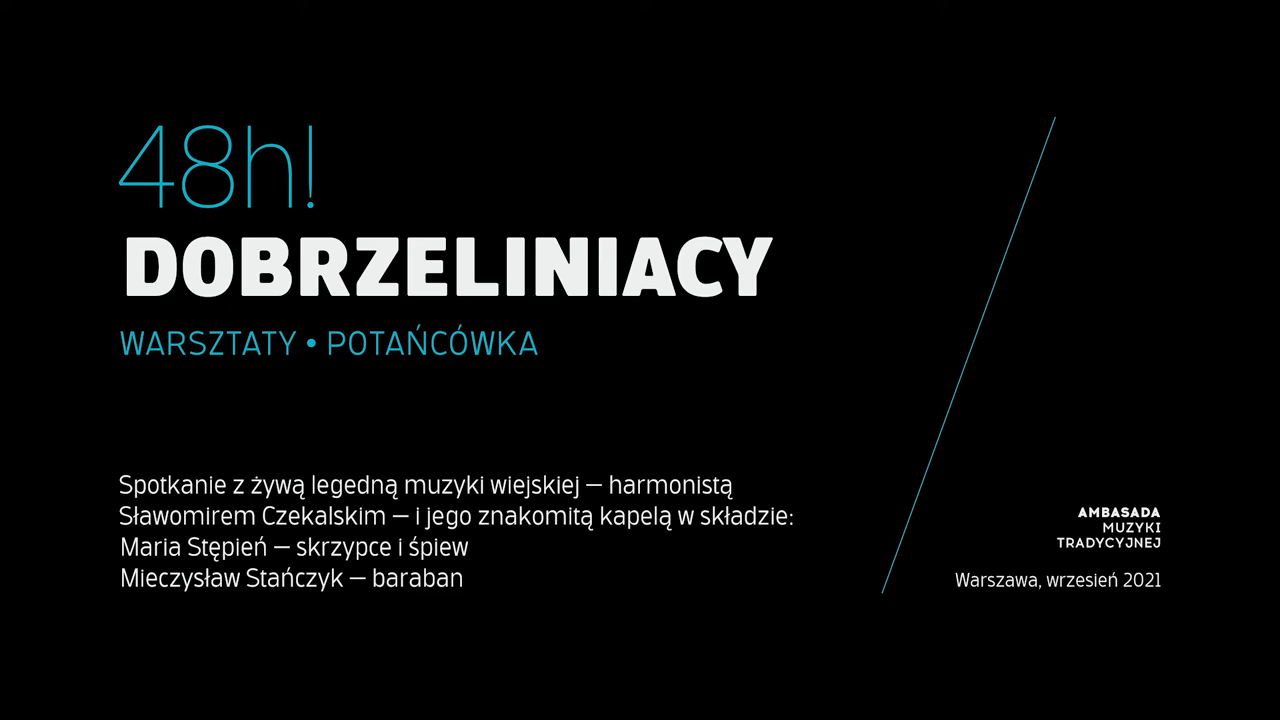 48h!
DOBRZELINIACY
WARSZTATY • POTAŃCÓWKA
Spotkanie z żywą legedną muzyki wiejskiej — harmonistą
Sławomirem Czekalskim — i jego znakomitą kapelą w składzie:
Maria Stępień — skrzypce i śpiew
Mieczysław Stańczyk — baraban
AMBASADA
MUZYKI
TRADYCYJNEJ
Warszawa, wrzesień 2021